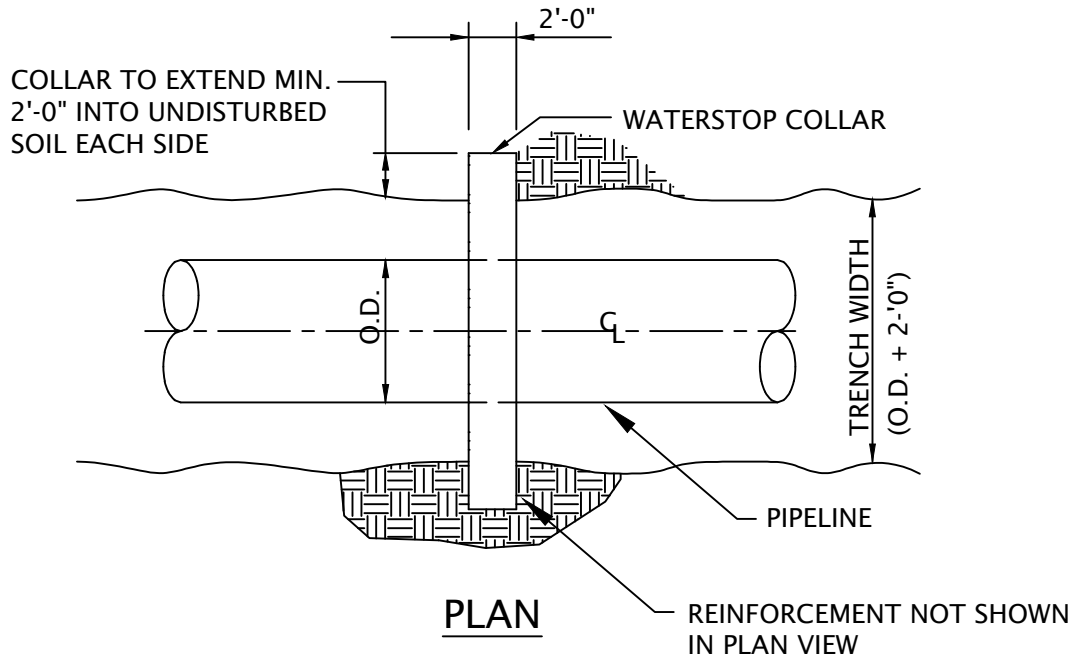 2'-0"
COLLAR TO EXTEND MIN.
2'-0" INTO UNDISTURBED
SOIL EACH SIDE
WATERSTOP COLLAR
O.D.
CL
TRENCH WIDTH
(O.D. + 2-'0")
PIPELINE
PLAN
REINFORCEMENT NOT SHOWN
IN PLAN VIEW